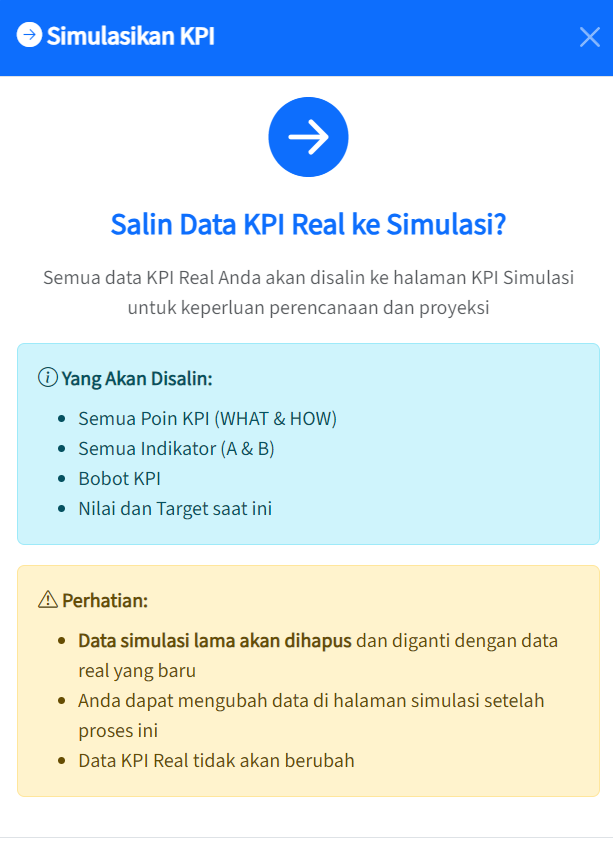 Simulasikan KPI
Salin Data KPI Real ke Simulasi?
Semua data KPI Real Anda akan disalin ke halaman KPI Simulasi
untuk keperluan perencanaan dan proyeksi
Yang Akan Disalin:
• Semua Poin KPI (WHAT & HOW)
• Semua Indikator (A & B)
• Bobot KPI
• Nilai dan Target saat ini
Perhatian:
• Data simulasi lama akan dihapus dan diganti dengan data
real yang baru
• Anda dapat mengubah data di halaman simulasi setelah
proses ini
• Data KPI Real tidak akan berubah